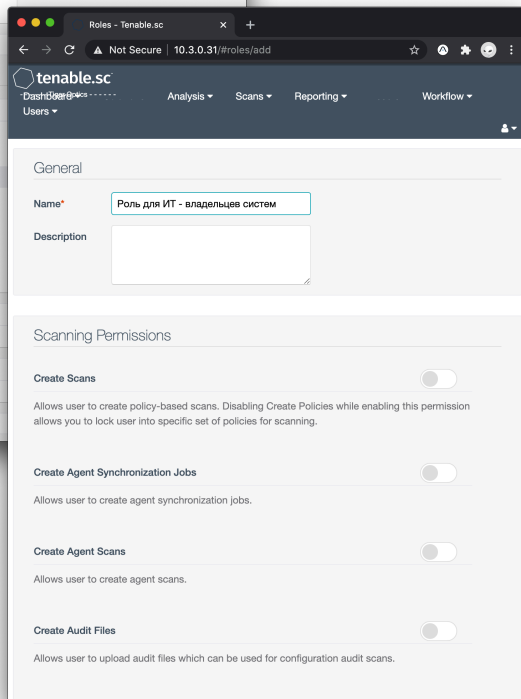 Roles - Tenable.sc
Not Secure | 10.3.0.31/#roles/add
tenable.sc
Dashboard Analysis Scans Reporting Workflow
Users
General
Name* Роль для ИТ - владельцев систем
Description
Scanning Permissions
Create Scans
Allows user to create policy-based scans. Disabling Create Policies while enabling this permission
allows you to lock user into specific set of policies for scanning.
Create Agent Synchronization Jobs
Allows user to create agent synchronization jobs.
Create Agent Scans
Allows user to create agent scans.
Create Audit Files
Allows user to upload audit files which can be used for configuration audit scans.